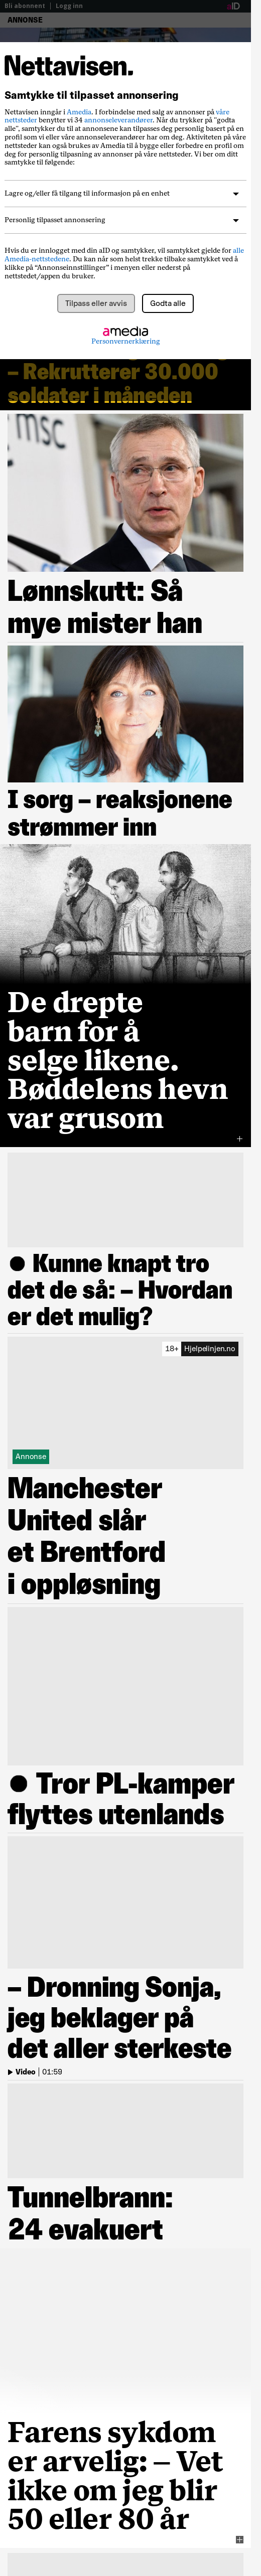 Bli abonnent | Logg inn
aID
ANNONSE
Nettavisen.
Samtykke til tilpasset annonsering
Nettavisen inngår i Amedia. I forbindelse med salg av annonser på våre
nettsteder benytter vi 34 annonseleverandører. Når du trykker på "godta
alle", samtykker du til at annonsene kan tilpasses deg personlig basert på en
profil som vi eller våre annonseleverandører har om deg. Aktiviteten på våre
nettsteder kan også brukes av Amedia til å bygge eller forbedre en profil om
deg for personlig tilpasning av annonser på våre nettsteder. Vi ber om ditt
samtykke til følgende:
Lagre og/eller få tilgang til informasjon på en enhet
Personlig tilpasset annonsering
Hvis du er innlogget med din aID og samtykker, vil samtykket gjelde for alle
Amedia-nettstedene. Du kan når som helst trekke tilbake samtykket ved å
klikke på “Annonseinnstillinger” i menyen eller nederst på
nettstedet/appen du bruker.
Tilpass eller avvis
Godta alle
amedia
Personvernerklæring
– Rekrutterer 30.000
soldater i måneden
msc
Lønnskutt: Så
mye mister han
I sorg – reaksjonene
strømmer inn
De drepte
barn for å
selge likene.
Bøddelens hevn
var grusom
Kunne knapt tro
det de så: – Hvordan
er det mulig?
18+ Hjelpelinjen.no
Annonse
Manchester
United slår
et Brentford
i oppløsning
Tror PL-kamper
flyttes utenlands
– Dronning Sonja,
jeg beklager på
det aller sterkeste
Video | 01:59
Tunnelbrann:
24 evakuert
Farens sykdom
er arvelig: – Vet
ikke om jeg blir
50 eller 80 år